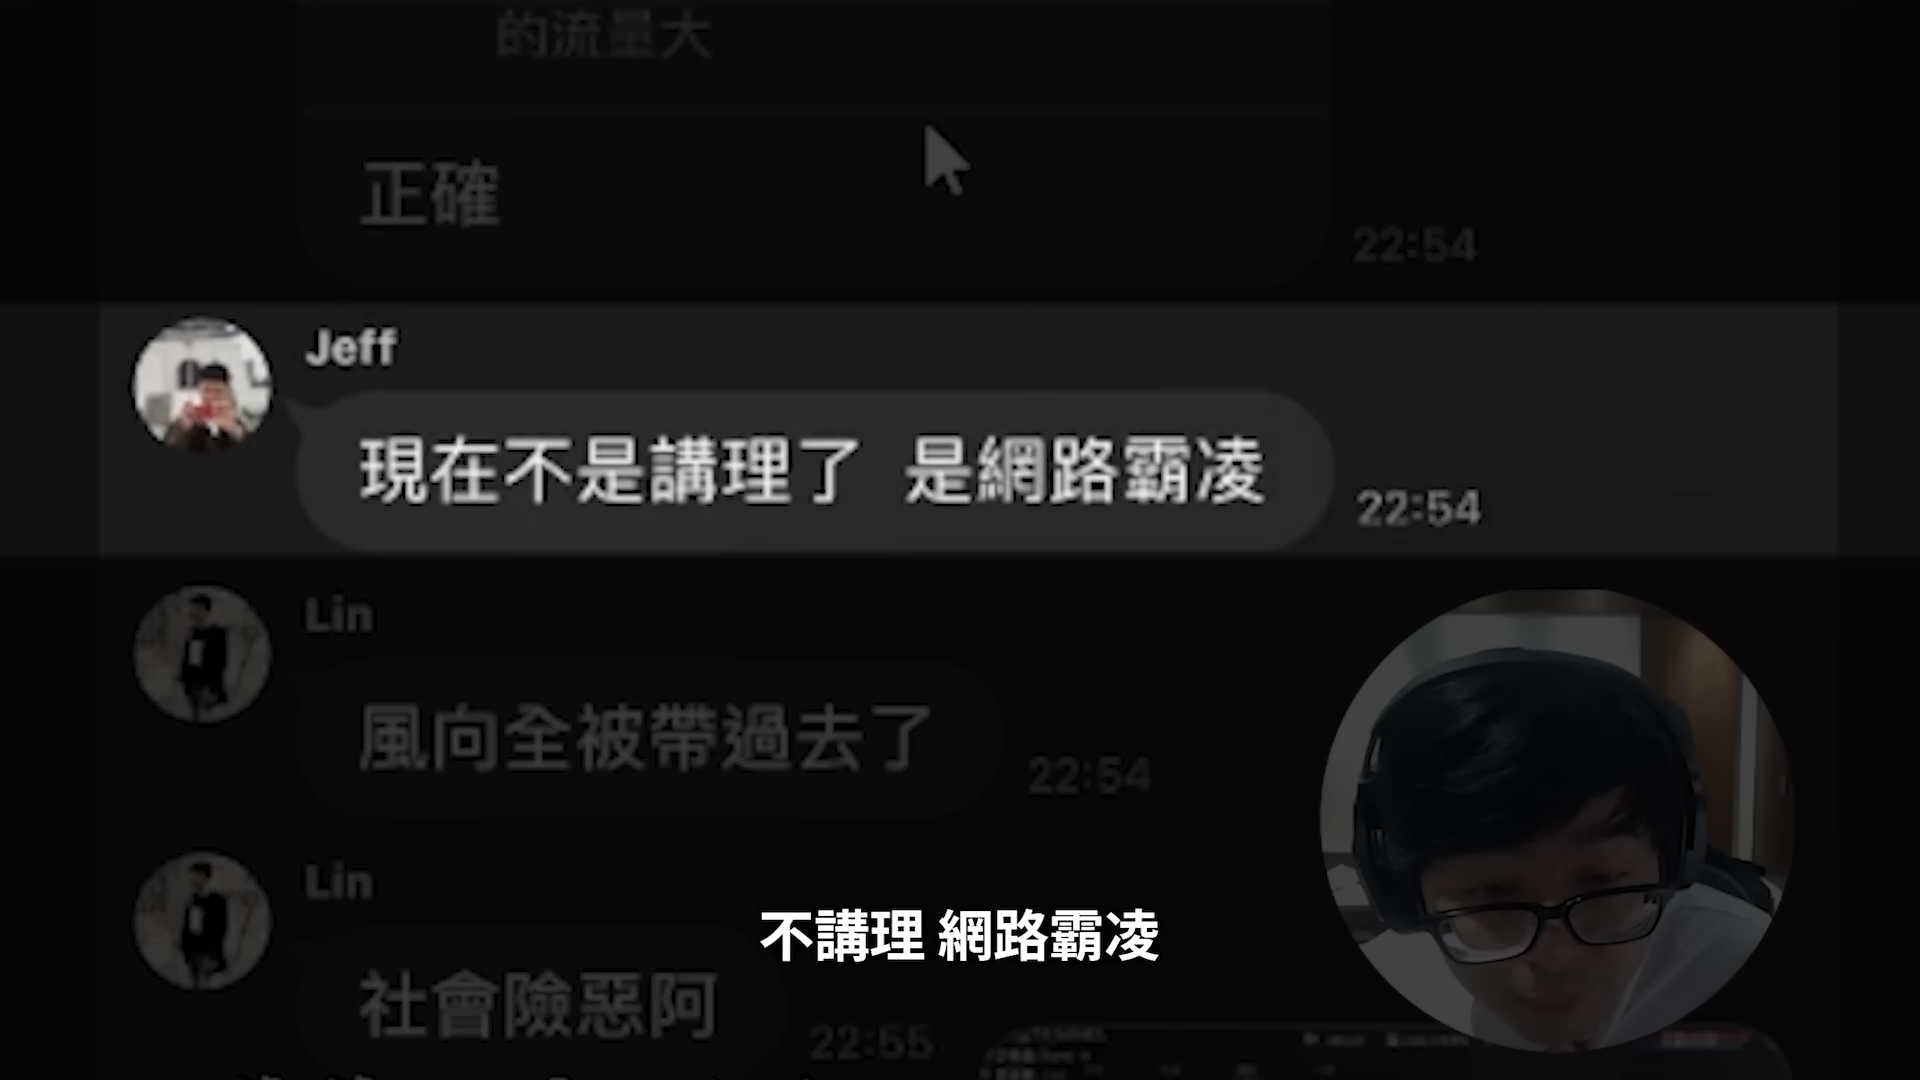 的流量大
正確
22:54
Jeff
現在不是講理了 是網路霸凌
22:54
Lin
風向全被帶過去了
22:54
Lin
不講理 網路霸凌
社會險惡阿
22:55